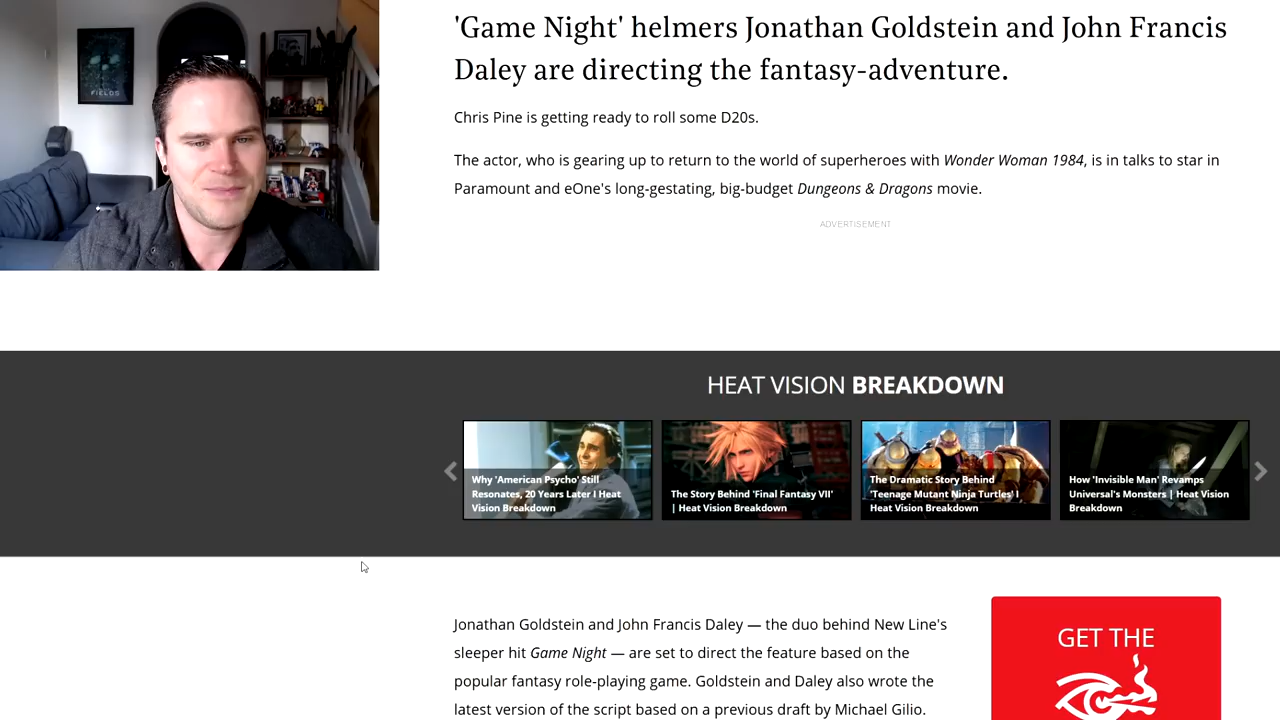 FIELDS
'Game Night' helmers Jonathan Goldstein and John Francis
Daley are directing the fantasy-adventure.
Chris Pine is getting ready to roll some D20s.
The actor, who is gearing up to return to the world of superheroes with Wonder Woman 1984, is in talks to star in
Paramount and eOne's long-gestating, big-budget Dungeons & Dragons movie.
ADVERTISEMENT
HEAT VISION BREAKDOWN
Why 'American Psycho' Still
Resonates, 20 Years Later I Heat
Vision Breakdown
The Story Behind 'Final Fantasy VII'
| Heat Vision Breakdown
The Dramatic Story Behind
'Teenage Mutant Ninja Turtles' I
Heat Vision Breakdown
How 'Invisible Man' Revamps
Universal's Monsters | Heat Vision
Breakdown
Jonathan Goldstein and John Francis Daley — the duo behind New Line's
sleeper hit Game Night — are set to direct the feature based on the
popular fantasy role-playing game. Goldstein and Daley also wrote the
latest version of the script based on a previous draft by Michael Gilio.
GET THE